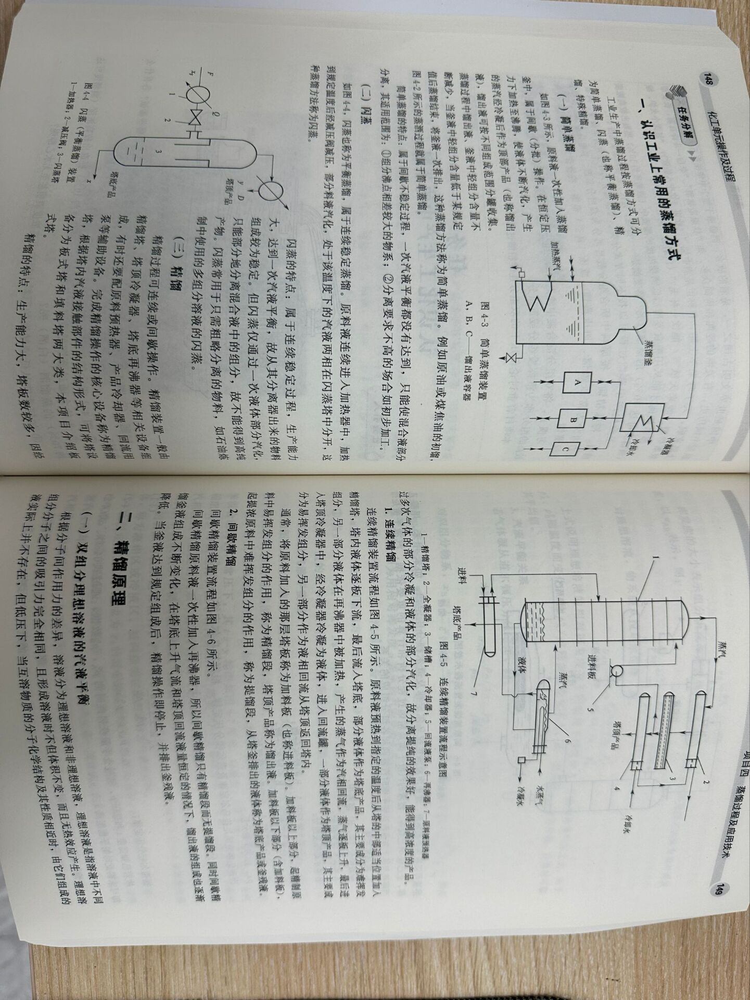 148
化工单元操作及过程
任务分解
一、认识工业上常用的蒸馏方式
工业生产中蒸馏过程按蒸馏方式可分
为简单蒸馏、闪蒸（也称平衡蒸馏）、精
馏、特殊精馏。
（一）简单蒸馏
如图 4-3 所示，原料液一次性加入蒸馏
釜中，属于间歇（分批）操作。在恒定压
力下加热至沸腾，使液体不断汽化，产生
的蒸汽经冷凝后作为顶部产品（也称馏出
液），馏出液可按不同组成范围分罐收集。
蒸馏过程中馏出液、釜液中轻组分含量不
断减少，当釜液中轻组分含量低于某规定
值后蒸馏结束，将釜液一次排出，这种蒸馏方法称为简单蒸馏。例如原油或煤焦油的初馏，
图 4-2 所示的蒸酒过程就属于简单蒸馏。
加热蒸汽
蒸馏釜
冷凝器
冷却水
A
B
C
图 4-3 简单蒸馏装置
A，B，C——馏出液容器
简单蒸馏的特点：属于间歇不稳定过程，一次汽液平衡都没有达到，只能使混合液部分
分离，其适用范围为：①组分沸点相差较大的物系；②分离要求不高的场合如初步加工。
（二）闪蒸
如图 4-4，闪蒸也称为平衡蒸馏，属于连续稳定蒸馏。原料液连续进入加热器中，加热
到规定温度后经减压阀减压，部分料液汽化，处于该温度下的汽液两相在闪蒸塔中分开，这
种蒸馏方法称为闪蒸。
F
xF
1
Q
2
3
y D
塔顶产品
x
塔底产品
图 4-4 闪蒸（平衡蒸馏）装置
1—加热器；2—减压阀；3—闪蒸塔
闪蒸的特点：属于连续稳定过程，生产能力
大，达到一次汽液平衡，故从其分离器出来的物料
组成较为稳定。但闪蒸仅通过一次液体部分汽化，
只能部分地分离混合液中的组分，故不能得到高纯
产物。闪蒸常用于只需粗略分离的物料，如石油炼
制中使用的多组分溶液的闪蒸。
（三）精馏
精馏过程可连续或间歇操作。精馏装置一般由
精馏塔、塔顶冷凝器、塔底再沸器等相关设备组
成，有时还要配原料预热器、产品冷却器、回流用
泵等辅助设备。完成精馏操作的核心设备称为精馏
塔，根据塔内汽液接触部件的结构形式，可将塔设
备分为板式塔和填料塔两大类，本项目介绍板
式塔。
精馏的特点：生产能力大，塔板数较多，因经
项目四 蒸馏过程及应用技术
149
蒸汽
1
2
3
4
冷却水
塔顶产品
5
进料板
蒸汽
6
水蒸气
冷凝水
液体
进料
塔底产品
7
图 4-5 连续精馏装置流程示意图
1—精馏塔；2—全凝器；3—储槽；4—冷却器；5—回流液泵；6—再沸器；7—原料液预热器
过多次气体的部分冷凝和液体的部分汽化，故分离提纯的效果好，能得到高浓度的产品。
1. 连续精馏
连续精馏装置流程如图 4-5 所示。原料液预热到指定的温度后从塔的中部适当位置加入
精馏塔，塔内液体逐板下流，最后流入塔底，部分液体作为塔底产品，其主要成分为难挥发
组分，另一部分液体在再沸器中被加热，产生的蒸气作为汽相回流，蒸气逐板上升，最后进
入塔顶冷凝器中，经冷凝器冷凝为液体，进入回流罐，一部分液体作为塔顶产品，其主要成
分为易挥发组分，另一部分作为液相回流从塔顶返回塔内。
通常，将原料加入的那层塔板称为加料板（也称进料板）。加料板以上部分，起精制原
料中易挥发组分的作用，称为精馏段，塔顶产品称为馏出液。加料板以下部分（含加料板），
起提浓原料中难挥发组分的作用，称为提馏段，从塔釜排出的液体称为塔底产品或釜残液。
2. 间歇精馏
间歇精馏装置流程如图 4-6 所示。
间歇精馏原料液一次性加入再沸器，所以间歇精馏只有精馏段而无提馏段。同时间歇精
馏釜液组成不断变化，在塔底上升气流和塔顶回流液量恒定的情况下，馏出液的组成也逐渐
降低。当釜液达到规定组成后，精馏操作即停止，并排出釜残液。
二、精馏原理
（一）双组分理想溶液的汽液平衡
根据分子间作用力的差异，溶液分为理想溶液和非理想溶液，理想溶液是指溶液中不同
组分分子之间的吸引力完全相同，且形成溶液时不但体积不变，而且无热效应产生。理想溶
液实际上并不存在，但低压下，当互溶物质的分子化学结构及其性质相近时，由它们组成的